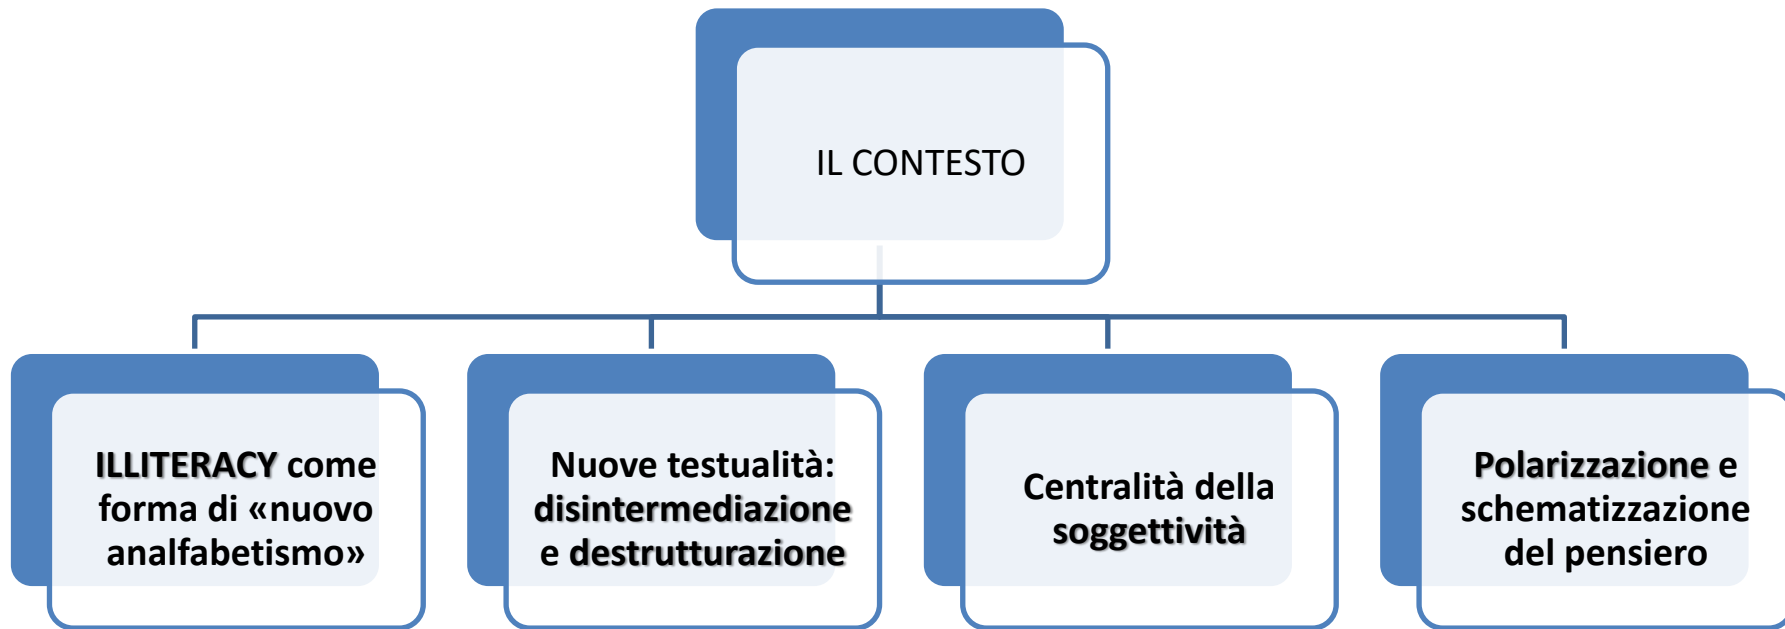 IL CONTESTO
ILLITERACY come
forma di «nuovo
analfabetismo»
Nuove testualità:
disintermediazione
e destrutturazione
Centralità della
soggettività
Polarizzazione e
schematizzazione
del pensiero